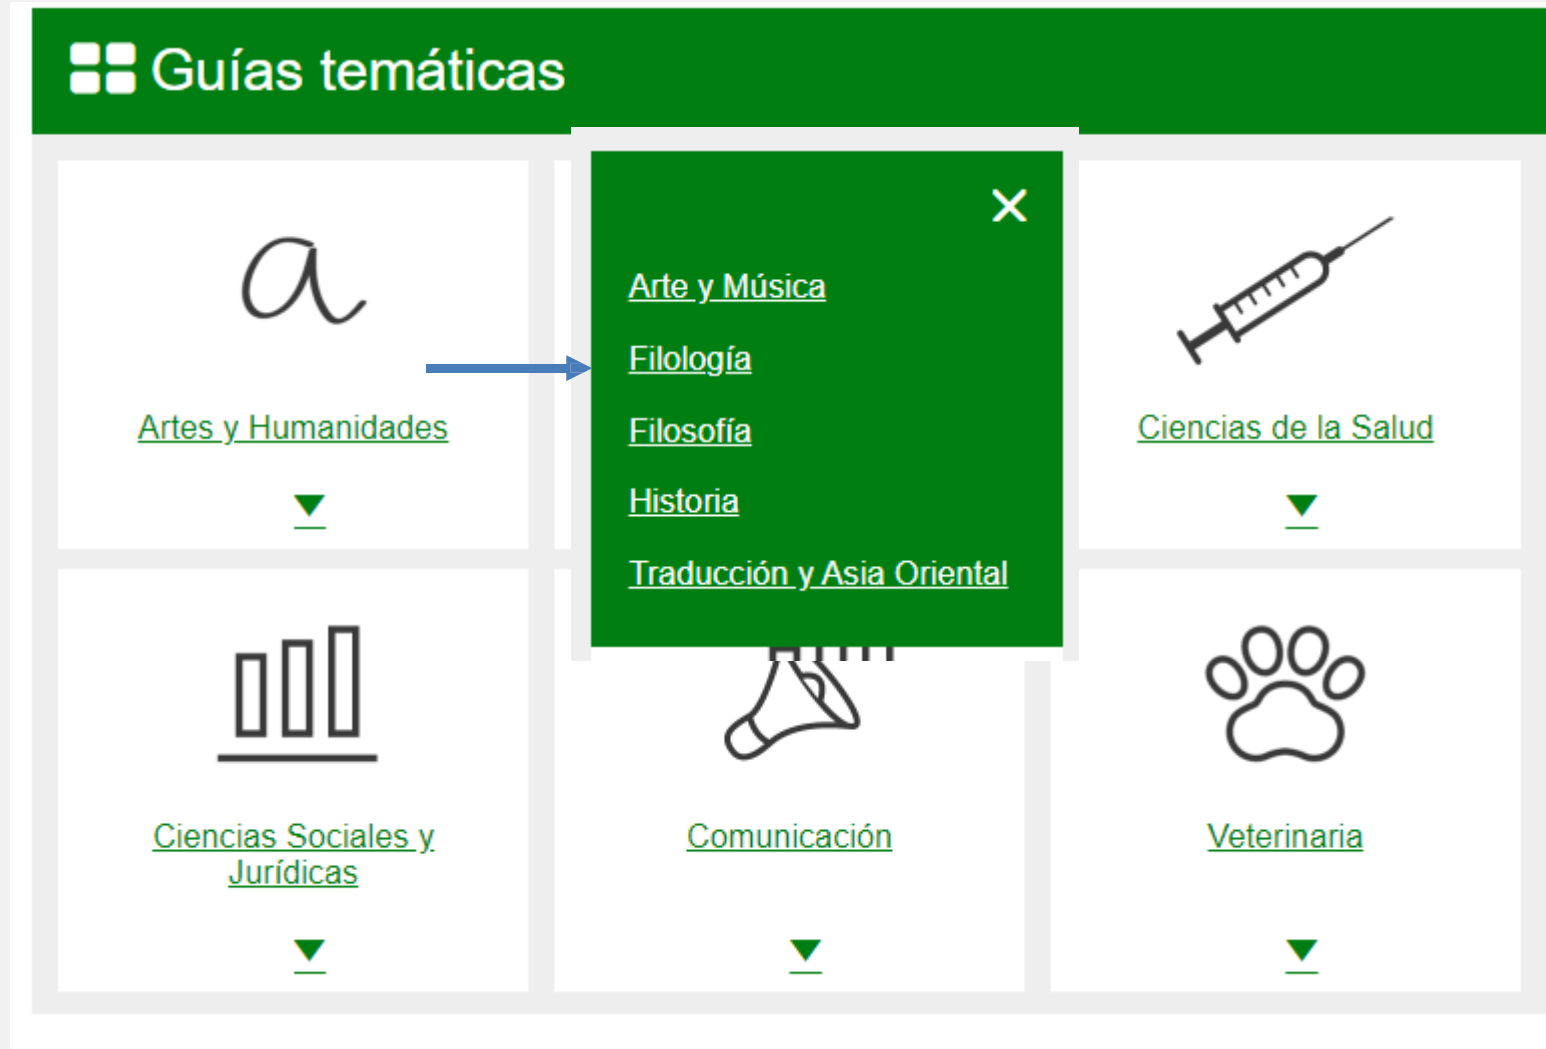 Guías temáticas
a
Artes y Humanidades
Arte y Música
Filología
Filosofía
Historia
Traducción y Asia Oriental
Ciencias de la Salud
Ciencias Sociales y
Jurídicas
Comunicación
Veterinaria